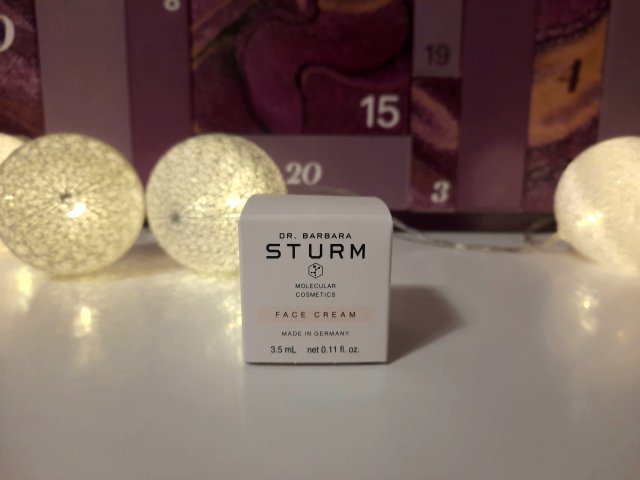 8
19
4
15
20
3
DR. BARBARA
STURM
MOLECULAR
COSMETICS
FACE CREAM
MADE IN GERMANY
3.5 mL net 0.11 fl. oz.